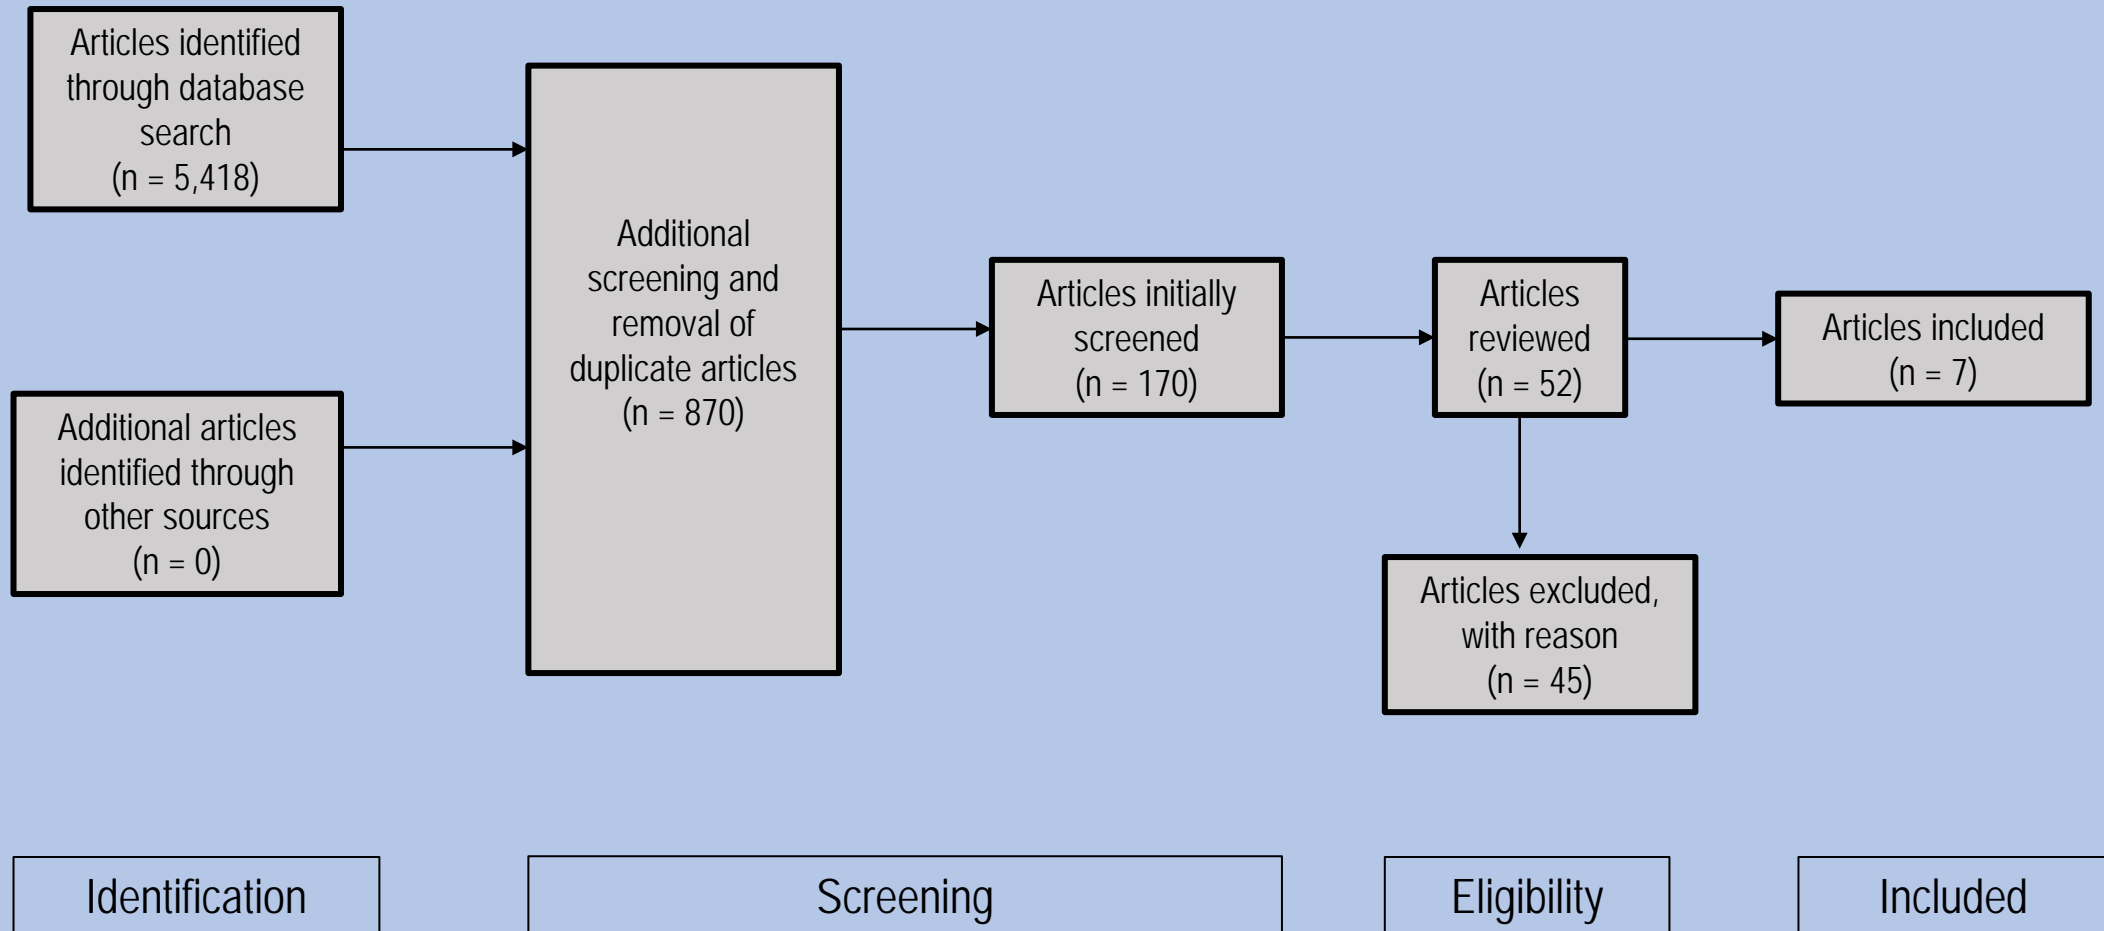 Articles identified
through database
search
(n = 5,418)
Additional articles
identified through
other sources
(n = 0)
Additional
screening and
removal of
duplicate articles
(n = 870)
Articles initially
screened
(n = 170)
Articles
reviewed
(n = 52)
Articles excluded,
with reason
(n = 45)
Articles included
(n = 7)
Identification
Screening
Eligibility
Included